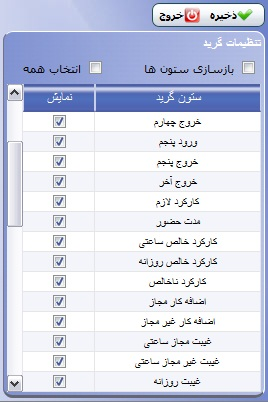 ذخیره خروج
تنظیمات گرید
بازسازی ستون ها انتخاب همه
ستون گرید نمایش
خروج چهارم
ورود پنجم
خروج پنجم
خروج آخر
کارکرد لازم
مدت حضور
کارکرد خالص ساعتی
کارکرد خالص روزانه
کارکرد ناخالص
اضافه کار مجاز
اضافه کار غیر مجاز
غیبت مجاز ساعتی
غیبت غیر مجاز ساعتی
غیبت روزانه